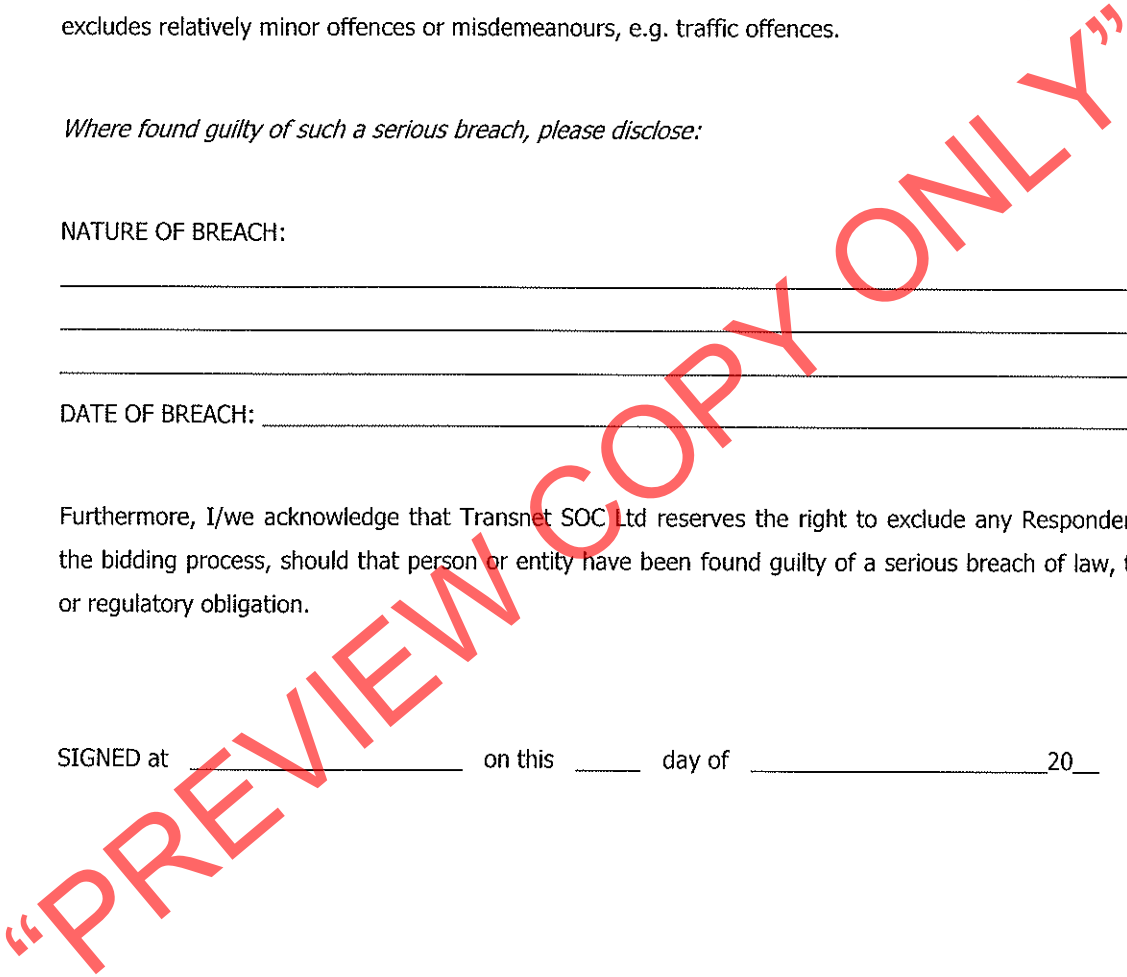 excludes relatively minor offences or misdemeanours, e.g. traffic offences.
Where found guilty of such a serious breach, please disclose:
NATURE OF BREACH:
DATE OF BREACH:
Furthermore, I/we acknowledge that Transnet SOC Ltd reserves the right to exclude any
the bidding process, should that person or entity have been found guilty of a serious breach of law,
or regulatory obligation.
SIGNED at on this day of 20
“PREVIEW COPY ONLY”